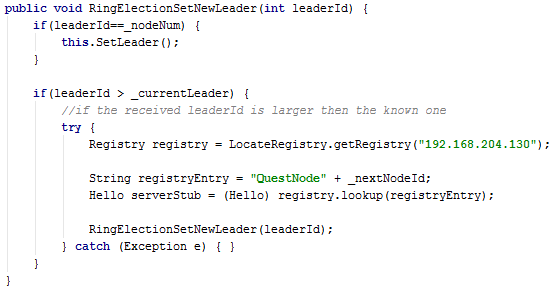 public void RingElectionSetNewLeader(int leaderId) {
    if(leaderId==_nodeNum) {
        this.SetLeader();
    }

    if(leaderId > _currentLeader) {
        //if the received leaderId is larger then the known one
        try {
            Registry registry = LocateRegistry.getRegistry("192.168.204.130");

            String registryEntry = "QuestNode" + _nextNodeId;
            Hello serverStub = (Hello) registry.lookup(registryEntry);

            RingElectionSetNewLeader(leaderId);
        } catch (Exception e) { }
    }
}